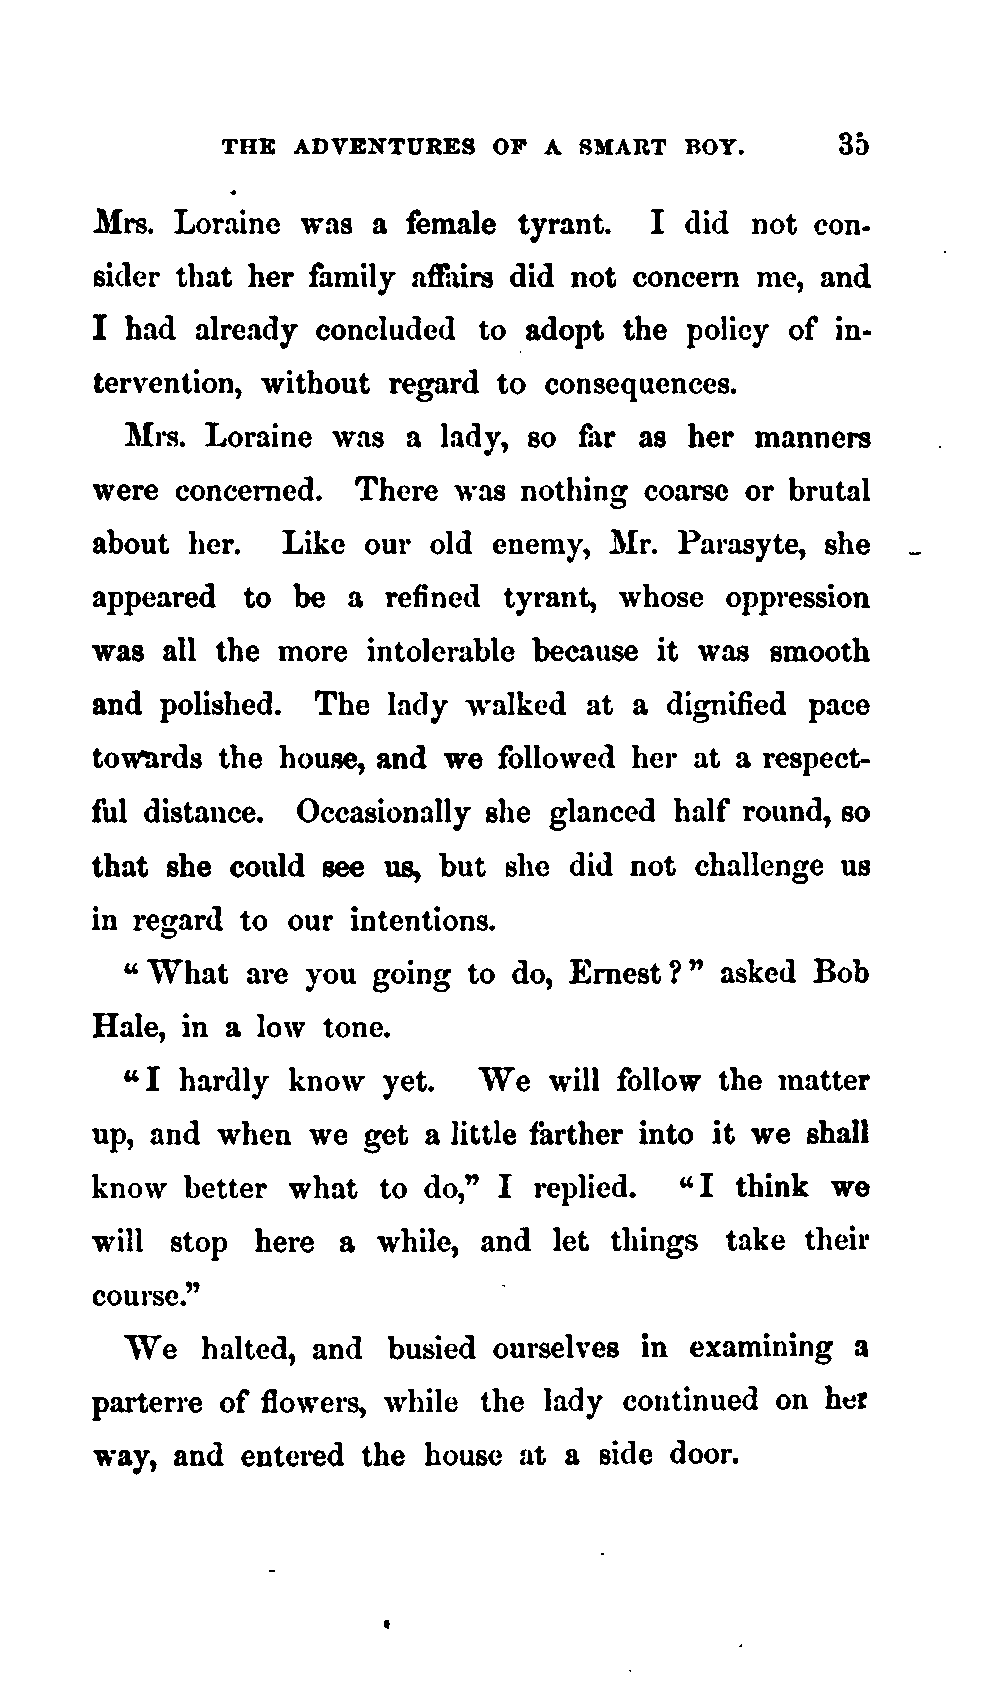 THE ADVENTURES OF A SMART BOY. 35
Mrs. Loraine was a female tyrant. I did not con-
sider that her family affairs did not concern me, and
I had already concluded to adopt the policy of in-
tervention, without regard to consequences.
Mrs. Loraine was a lady, so far as her manners
were concerned. There was nothing coarse or brutal
about her. Like our old enemy, Mr. Parasyte, she
appeared to be a refined tyrant, whose oppression
was all the more intolerable because it was smooth
and polished. The lady walked at a dignified pace
towards the house, and we followed her at a respect-
ful distance. Occasionally she glanced half round, so
that she could see us, but she did not challenge us
in regard to our intentions.
"What are you going to do, Ernest?" asked Bob
Hale, in a low tone.
"I hardly know yet. We will follow the matter
up, and when we get a little farther into it we shall
know better what to do," I replied. "I think we
will stop here a while, and let things take their
course."
We halted, and busied ourselves in examining a
parterre of flowers, while the lady continued on her
way, and entered the house at a side door.